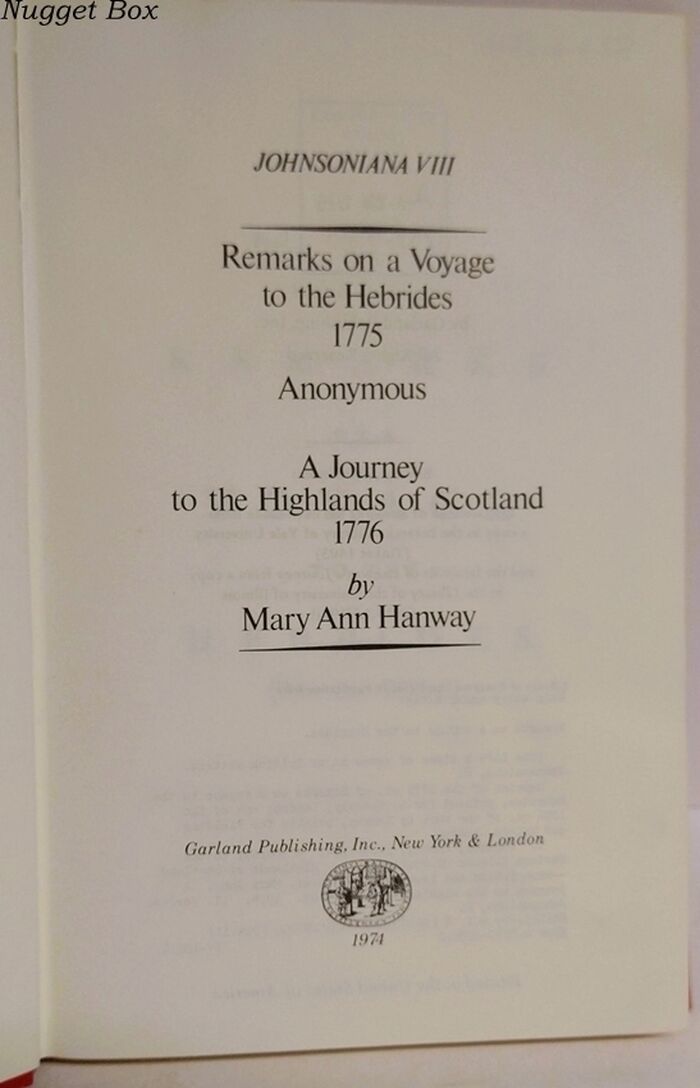 Nugget Box
JOHNSONIANA VIII
Remarks on a Voyage
to the Hebrides
1775
Anonymous
A Journey
to the Highlands of Scotland
1776
by
Mary Ann Hanway
Garland Publishing, Inc., New York & London
1974